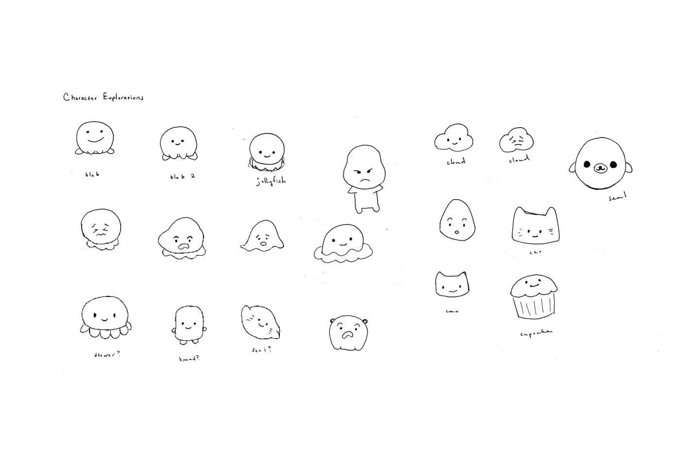 Character Explorations
blob
blob 2
jellyfish
cloud
cloud
seal
cat
flower?
bread?
cupcake